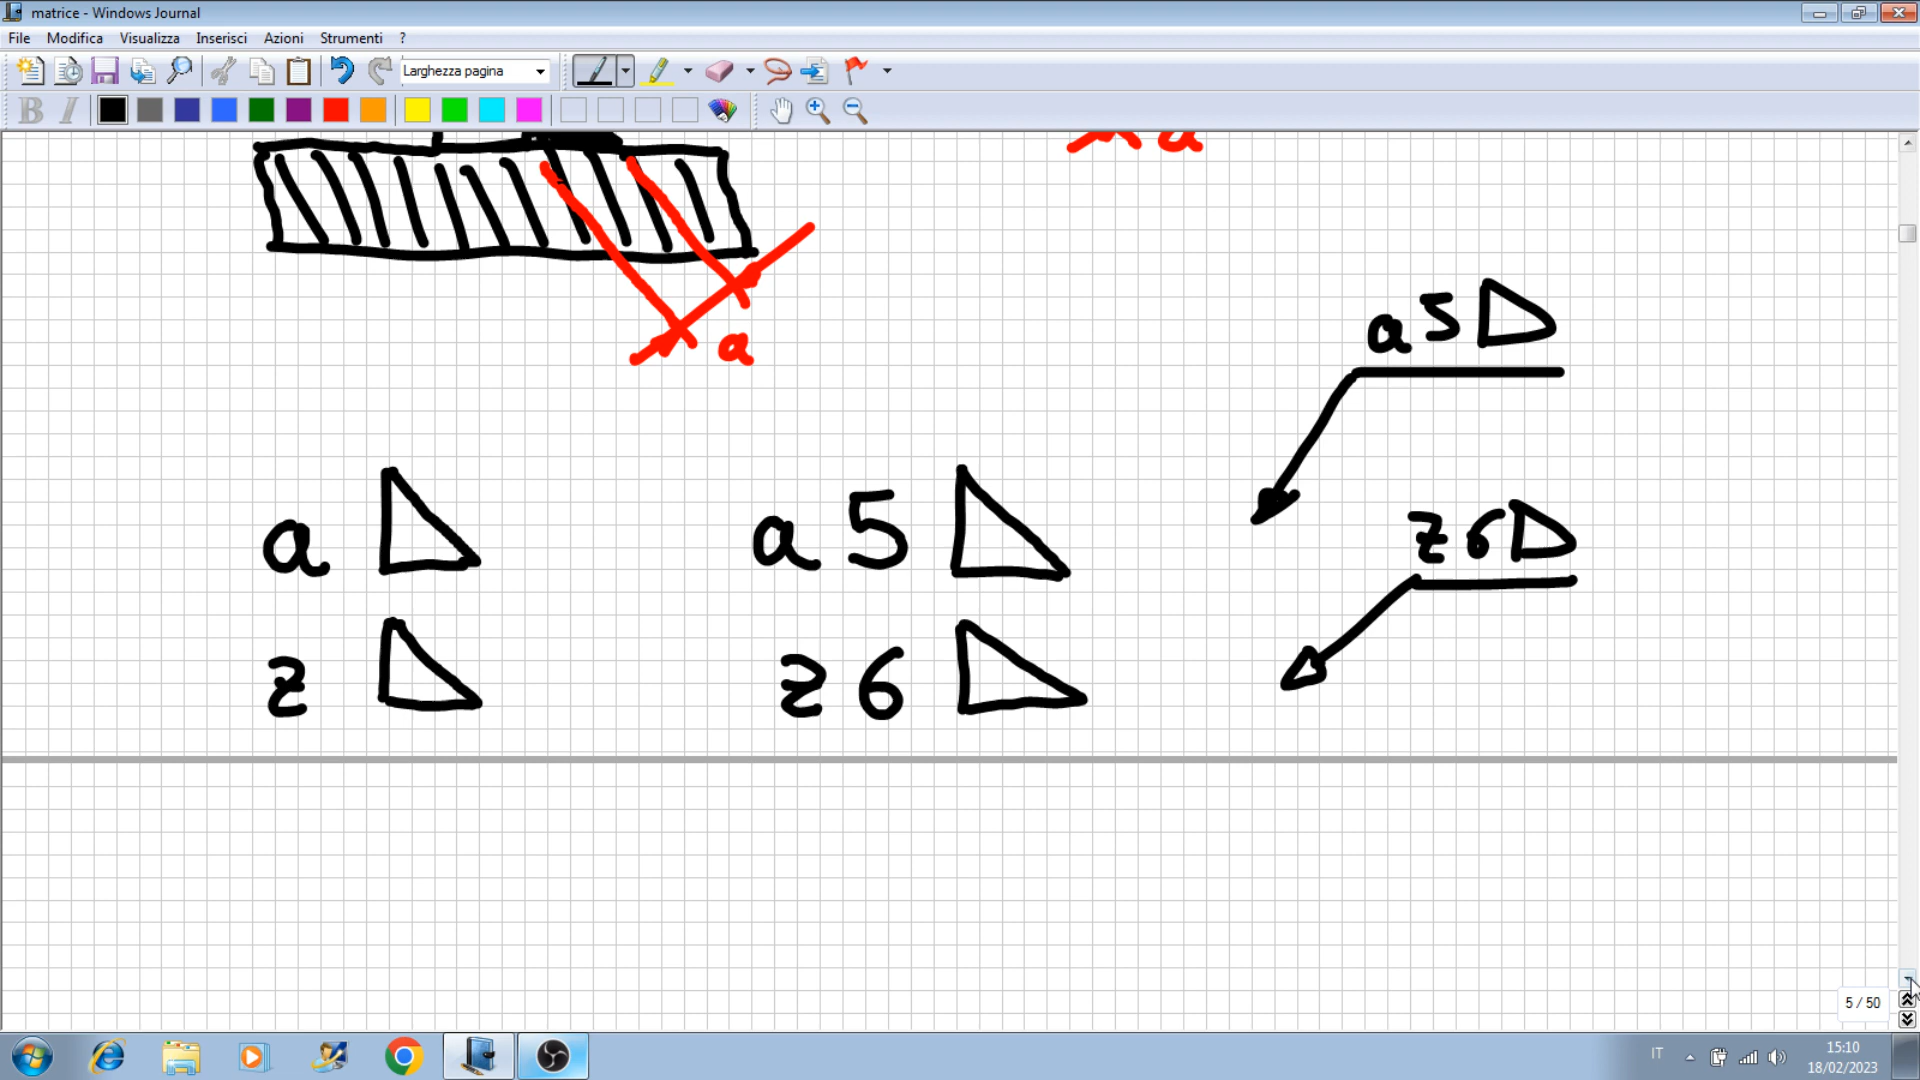 matrice - Windows Journal
File Modifica Visualizza Inserisci Azioni Strumenti ?
Larghezza pagina
B I
a
a
a 5
a
a 5
z 6
z
z 6
5 / 50
IT
15:10
18/02/2023